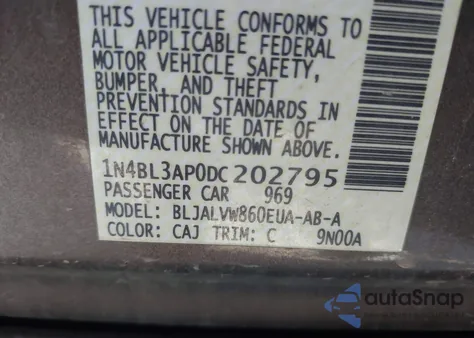 THIS VEHICLE CONFORMS TO
ALL APPLICABLE FEDERAL
MOTOR VEHICLE SAFETY,
BUMPER, AND THEFT
PREVENTION STANDARDS IN
EFFECT ON THE DATE OF
MANUFACTURE SHOWN ABOVE.
1N4BL3AP0DC202795
PASSENGER CAR 969
MODEL: BLJALVW860EUA-AB-A
COLOR: CAJ TRIM: C 9N00A
autoSnap